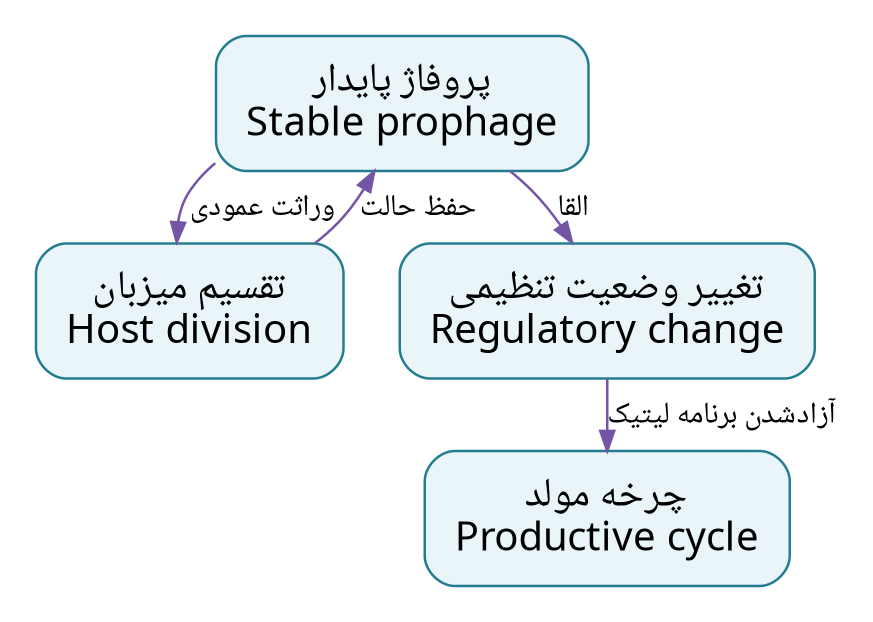 پروفاژ پایدار
Stable prophage
وراثت عمودی
حفظ حالت
القا
تقسیم میزبان
Host division
تغییر وضعیت تنظیمی
Regulatory change
آزادشدن برنامه لیتیک
چرخه مولد
Productive cycle